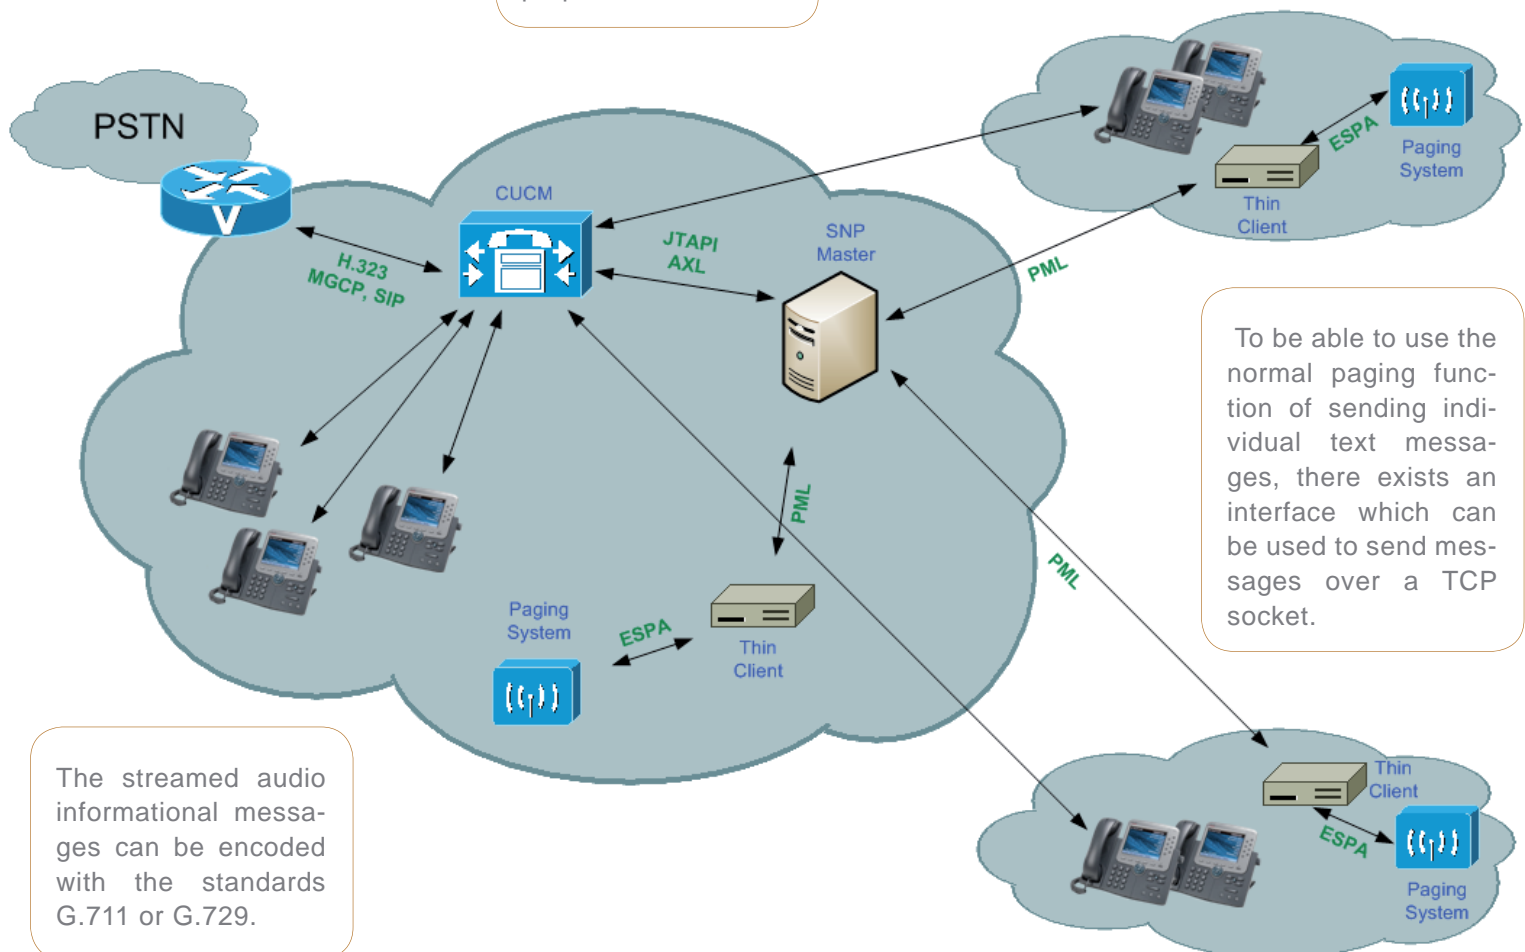 PSTN
V
CUCM
H.323
MGCP, SIP
JTAPI
AXL
SNP
Master
PML
ESPA
Paging
System
Thin
Client
To be able to use the
normal paging func-
tion of sending indi-
vidual text messa-
ges, there exists an
interface which can
be used to send mes-
sages over a TCP
socket.
PML
PML
Paging
System
ESPA
Thin
Client
The streamed audio
informational messa-
ges can be encoded
with the standards
G.711 or G.729.
Thin
Client
ESPA
Paging
System